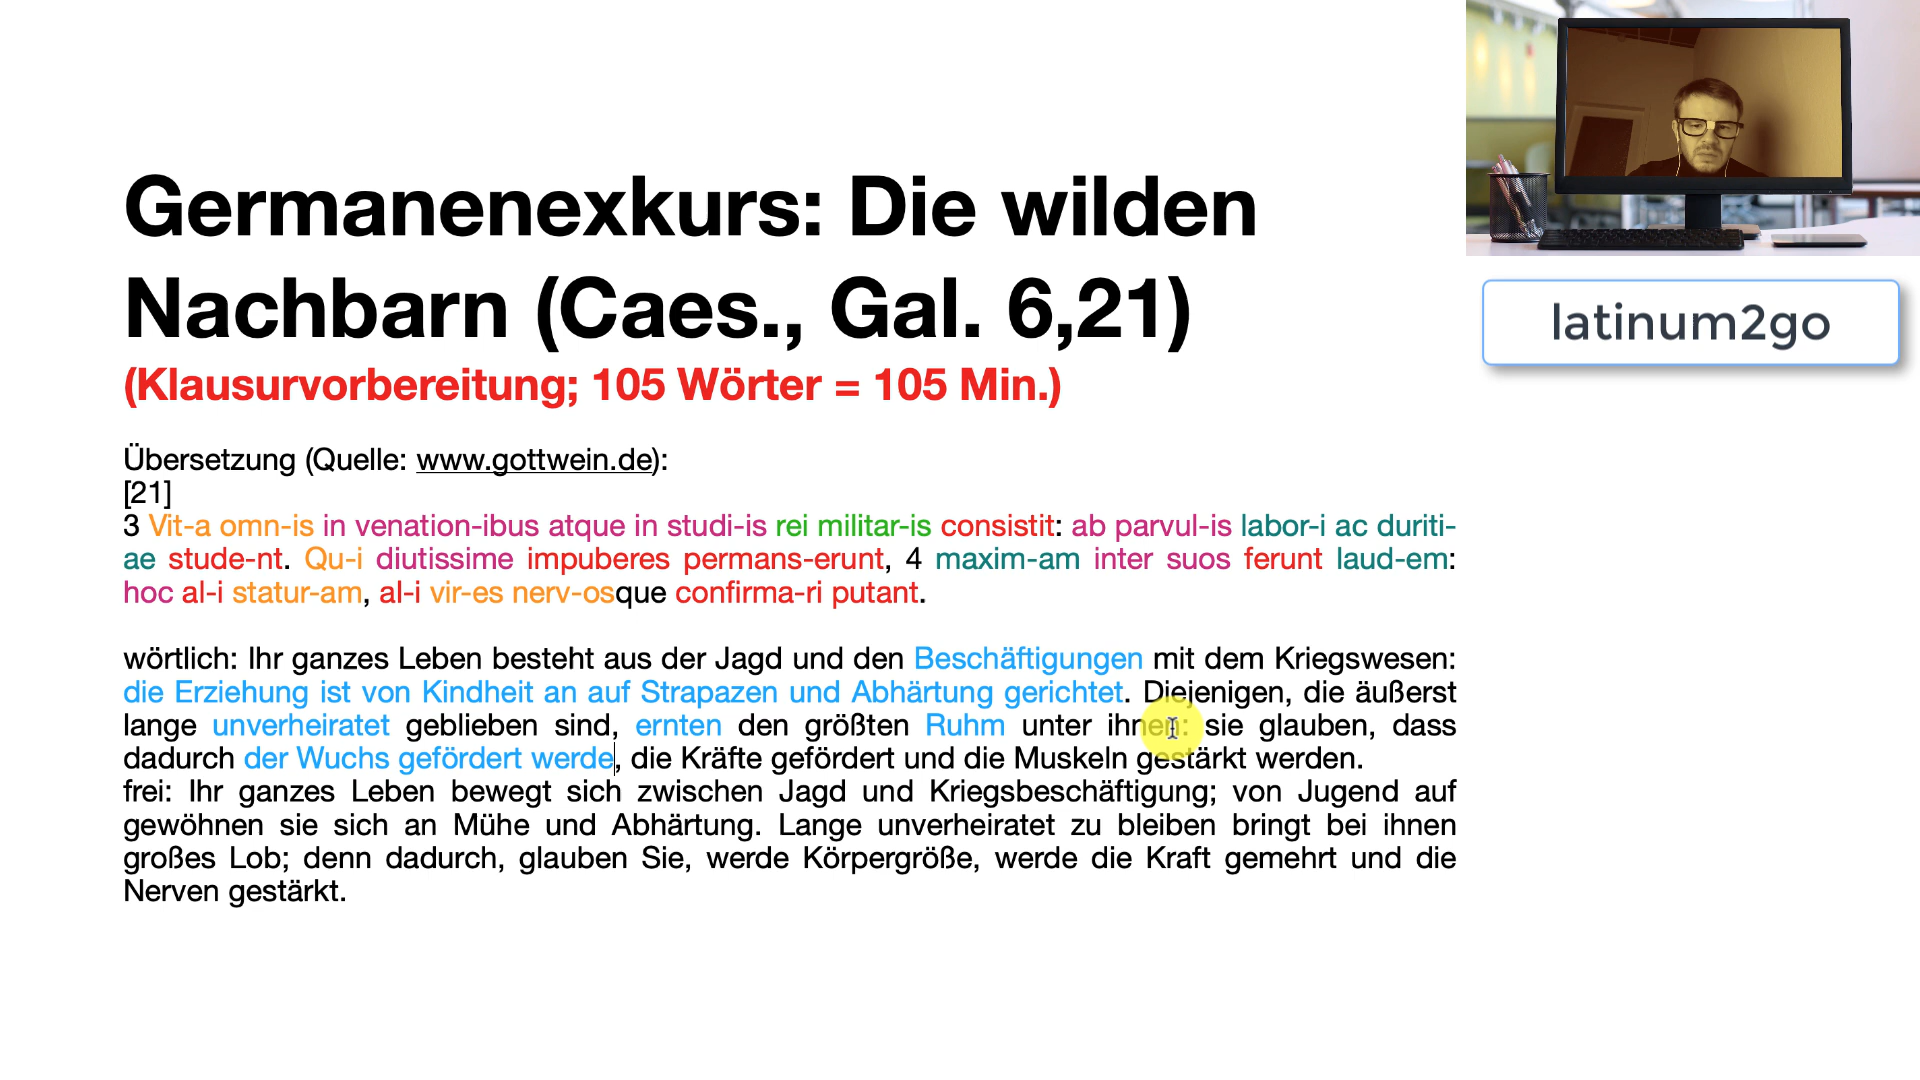 Germanenexkurs: Die wilden
Nachbarn (Caes., Gal. 6,21)
(Klausurvorbereitung; 105 Wörter = 105 Min.)
latinum2go
Übersetzung (Quelle: www.gottwein.de):
[21]
3 Vit-a omn-is in venation-ibus atque in studi-is rei militar-is consistit: ab parvul-is labor-i ac duriti-
ae stude-nt. Qu-i diutissime impuberes permans-erunt, 4 maxim-am inter suos ferunt laud-em:
hoc al-i statur-am, al-i vir-es nerv-osque confirma-ri putant.
wörtlich: Ihr ganzes Leben besteht aus der Jagd und den Beschäftigungen mit dem Kriegswesen:
die Erziehung ist von Kindheit an auf Strapazen und Abhärtung gerichtet. Diejenigen, die äußerst
lange unverheiratet geblieben sind, ernten den größten Ruhm unter ihnen: sie glauben, dass
dadurch der Wuchs gefördert werde, die Kräfte gefördert und die Muskeln gestärkt werden.
frei: Ihr ganzes Leben bewegt sich zwischen Jagd und Kriegsbeschäftigung; von Jugend auf
gewöhnen sie sich an Mühe und Abhärtung. Lange unverheiratet zu bleiben bringt bei ihnen
großes Lob; denn dadurch, glauben Sie, werde Körpergröße, werde die Kraft gemehrt und die
Nerven gestärkt.